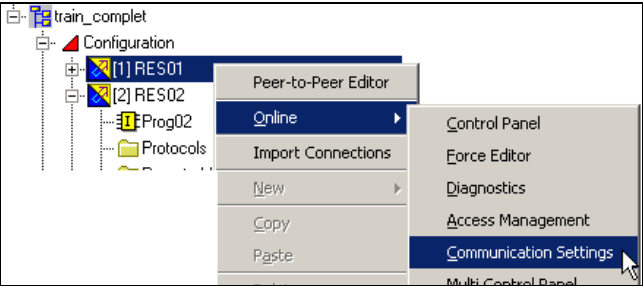 train_complet
Configuration
[1] RES01
[2] RES02
Prog02
Protocols
Peer-to-Peer Editor
Online
Import Connections
New
Copy
Paste
Control Panel
Force Editor
Diagnostics
Access Management
Communication Settings
Multi Control Panel